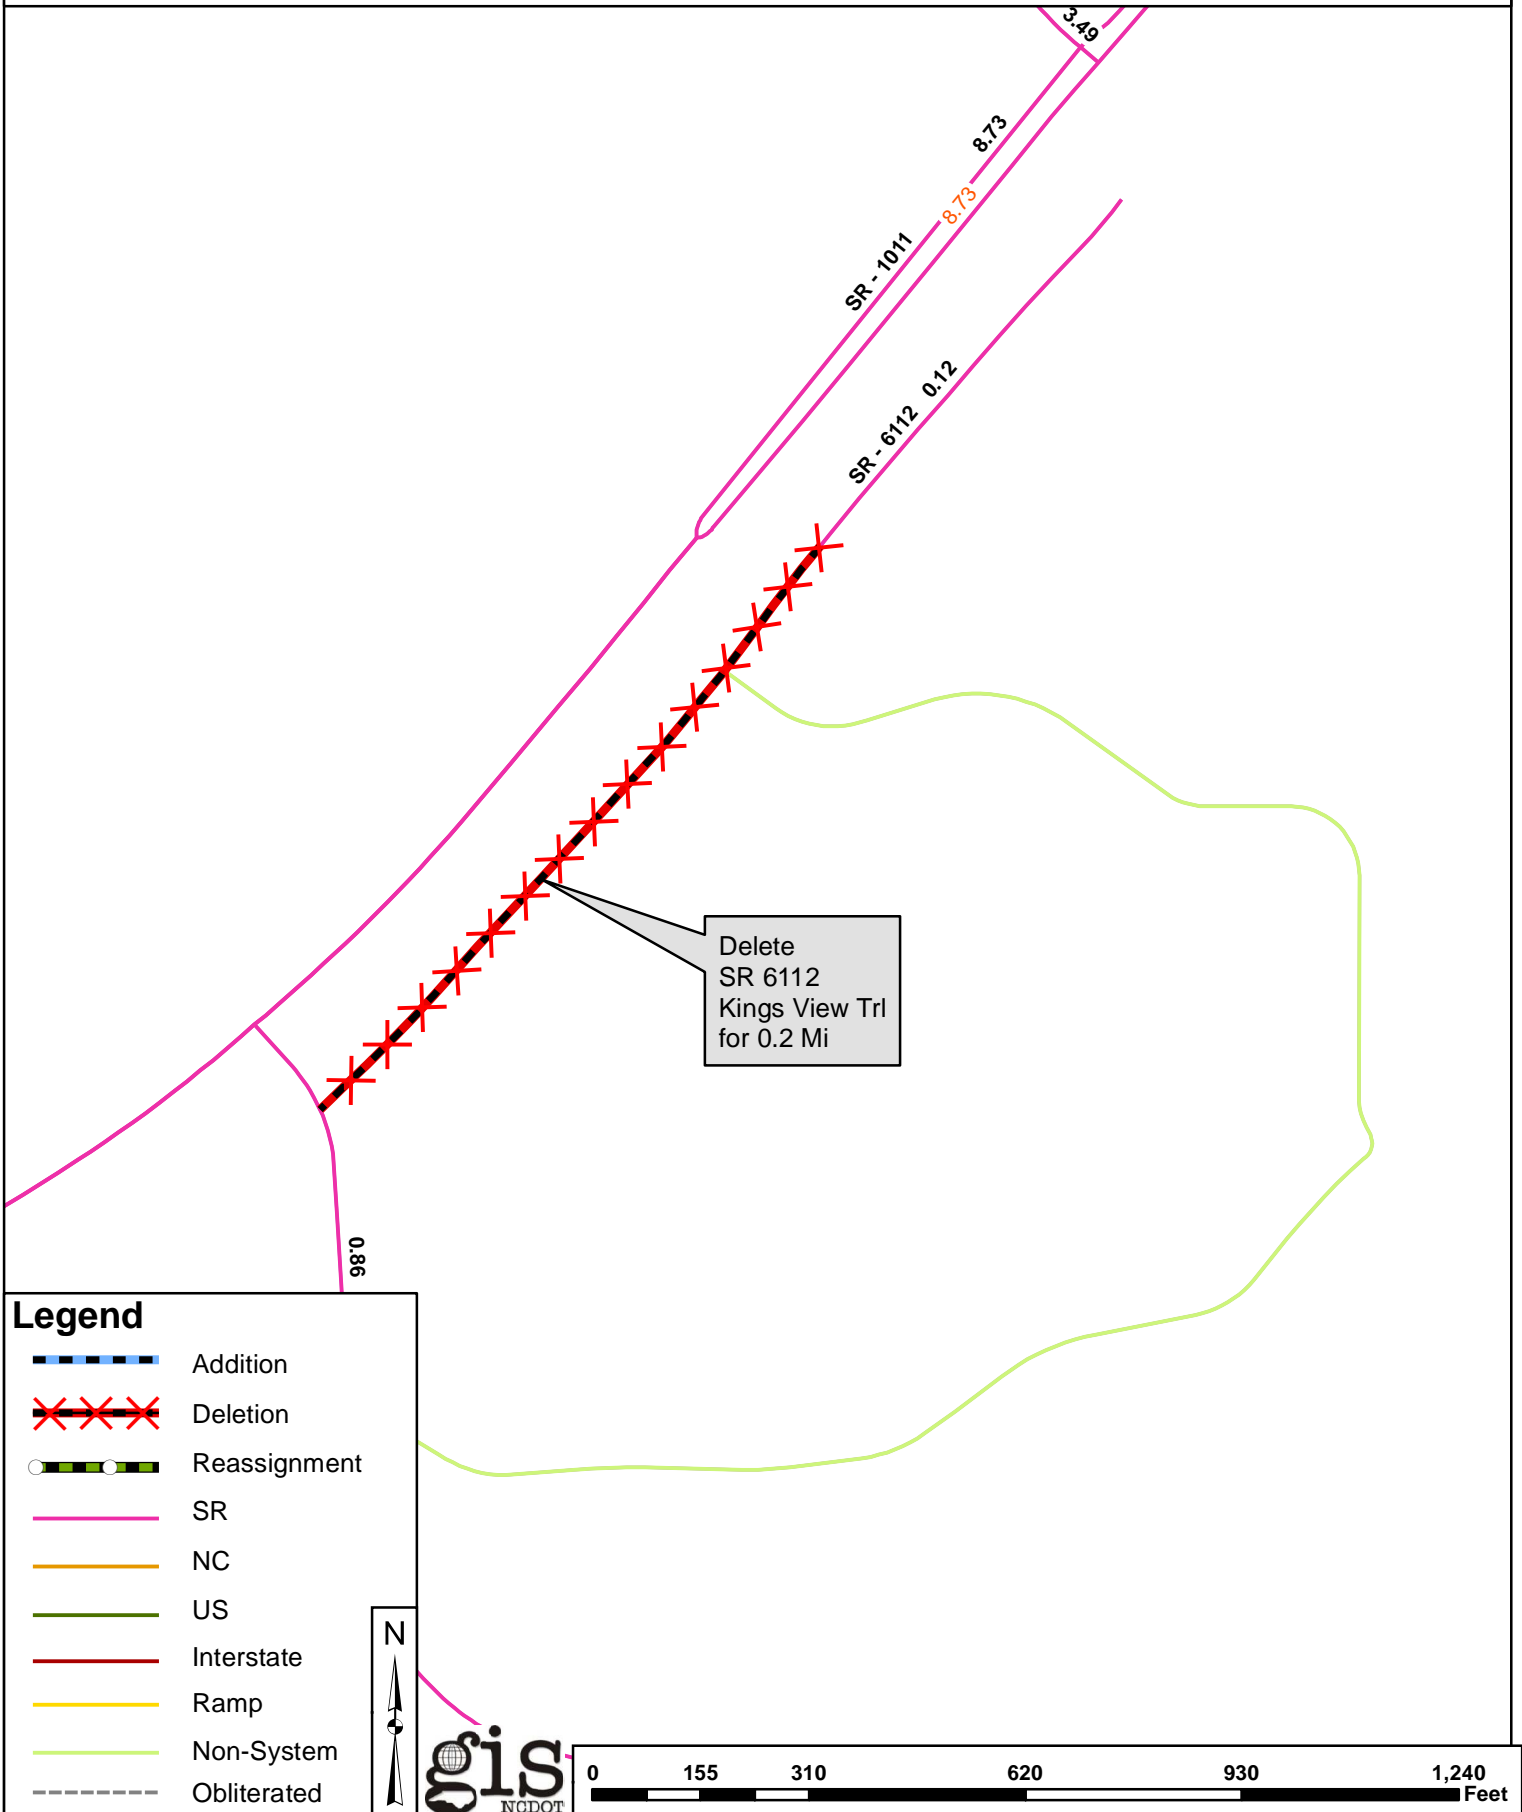 3.49
8.73
8.73
SR - 1011
SR - 6112   0.12
Delete
SR 6112
Kings View Trl
for 0.2 Mi
0.86
Legend
Addition
Deletion
Reassignment
SR
NC
US
Interstate
Ramp
Non-System
Obliterated
N
gis
NCDOT
0 155 310 620 930 1,240
Feet